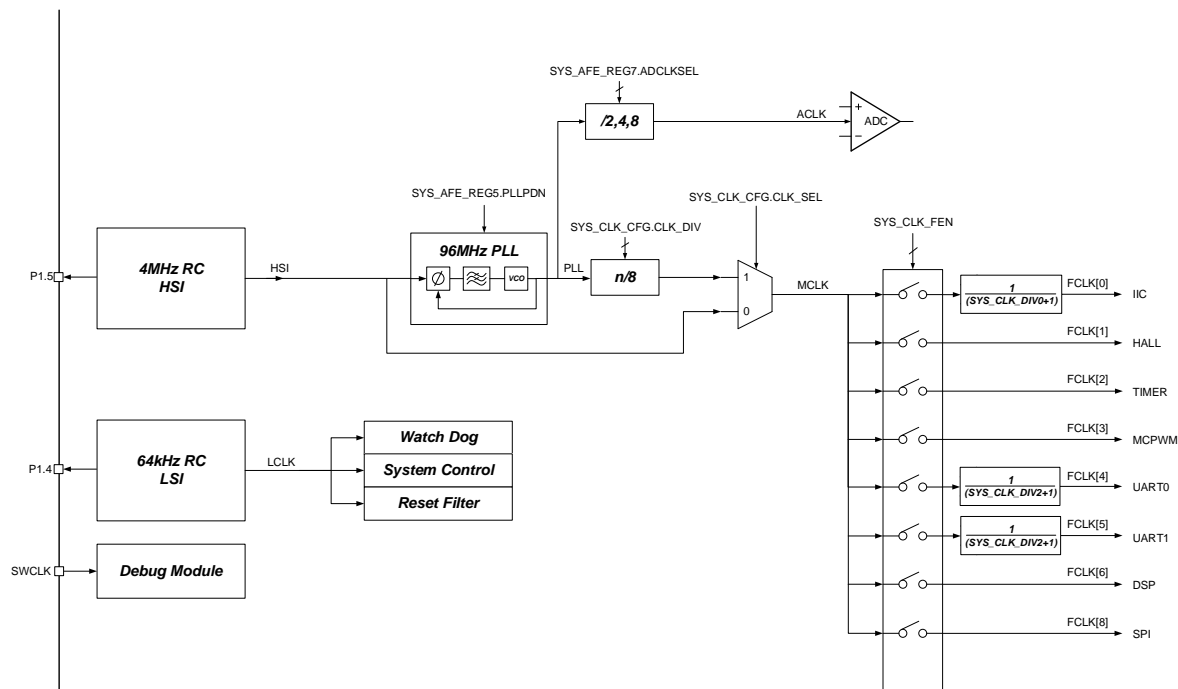 SYS_AFE_REG7.ADCLKSEL
/2,4,8
ACLK
+
ADC
−
SYS_AFE_REG5.PLLPDN
SYS_CLK_CFG.CLK_SEL
SYS_CLK_CFG.CLK_DIV
SYS_CLK_FEN
P1.5
4MHz RC
HSI
HSI
96MHz PLL
Ø
VCO
PLL
n/8
1
0
MCLK
1
(SYS_CLK_DIV0+1)
FCLK[0]
IIC
FCLK[1]
HALL
FCLK[2]
TIMER
FCLK[3]
MCPWM
P1.4
64kHz RC
LSI
LCLK
Watch Dog
System Control
Reset Filter
1
(SYS_CLK_DIV2+1)
FCLK[4]
UART0
1
(SYS_CLK_DIV2+1)
FCLK[5]
UART1
SWCLK
Debug Module
FCLK[6]
DSP
FCLK[8]
SPI